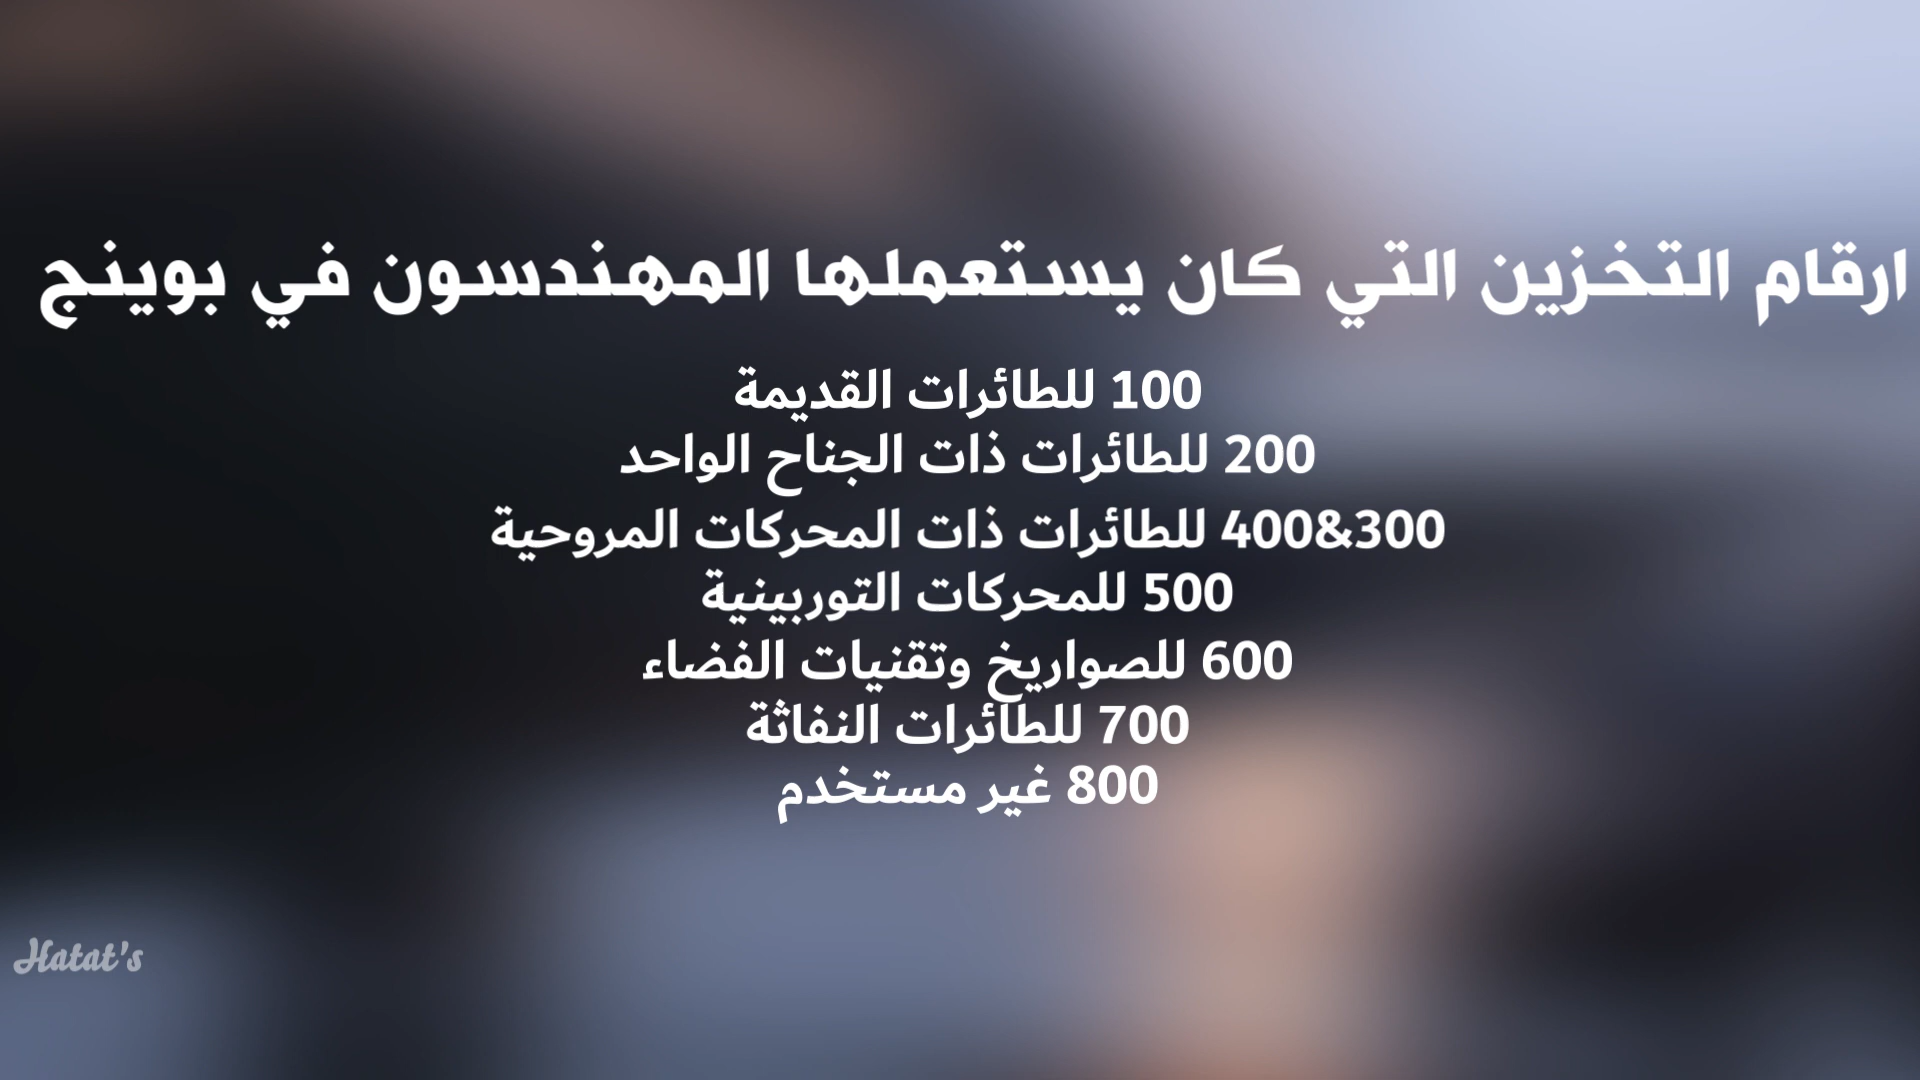 ارقام التخزين التي كان يستعملها المهندسون في بوينج
100 للطائرات القديمة
200 للطائرات ذات الجناح الواحد
300&400 للطائرات ذات المحركات المروحية
500 للمحركات التوربينية
600 للصواريخ وتقنيات الفضاء
700 للطائرات النفاثة
800 غير مستخدم
Hatat's